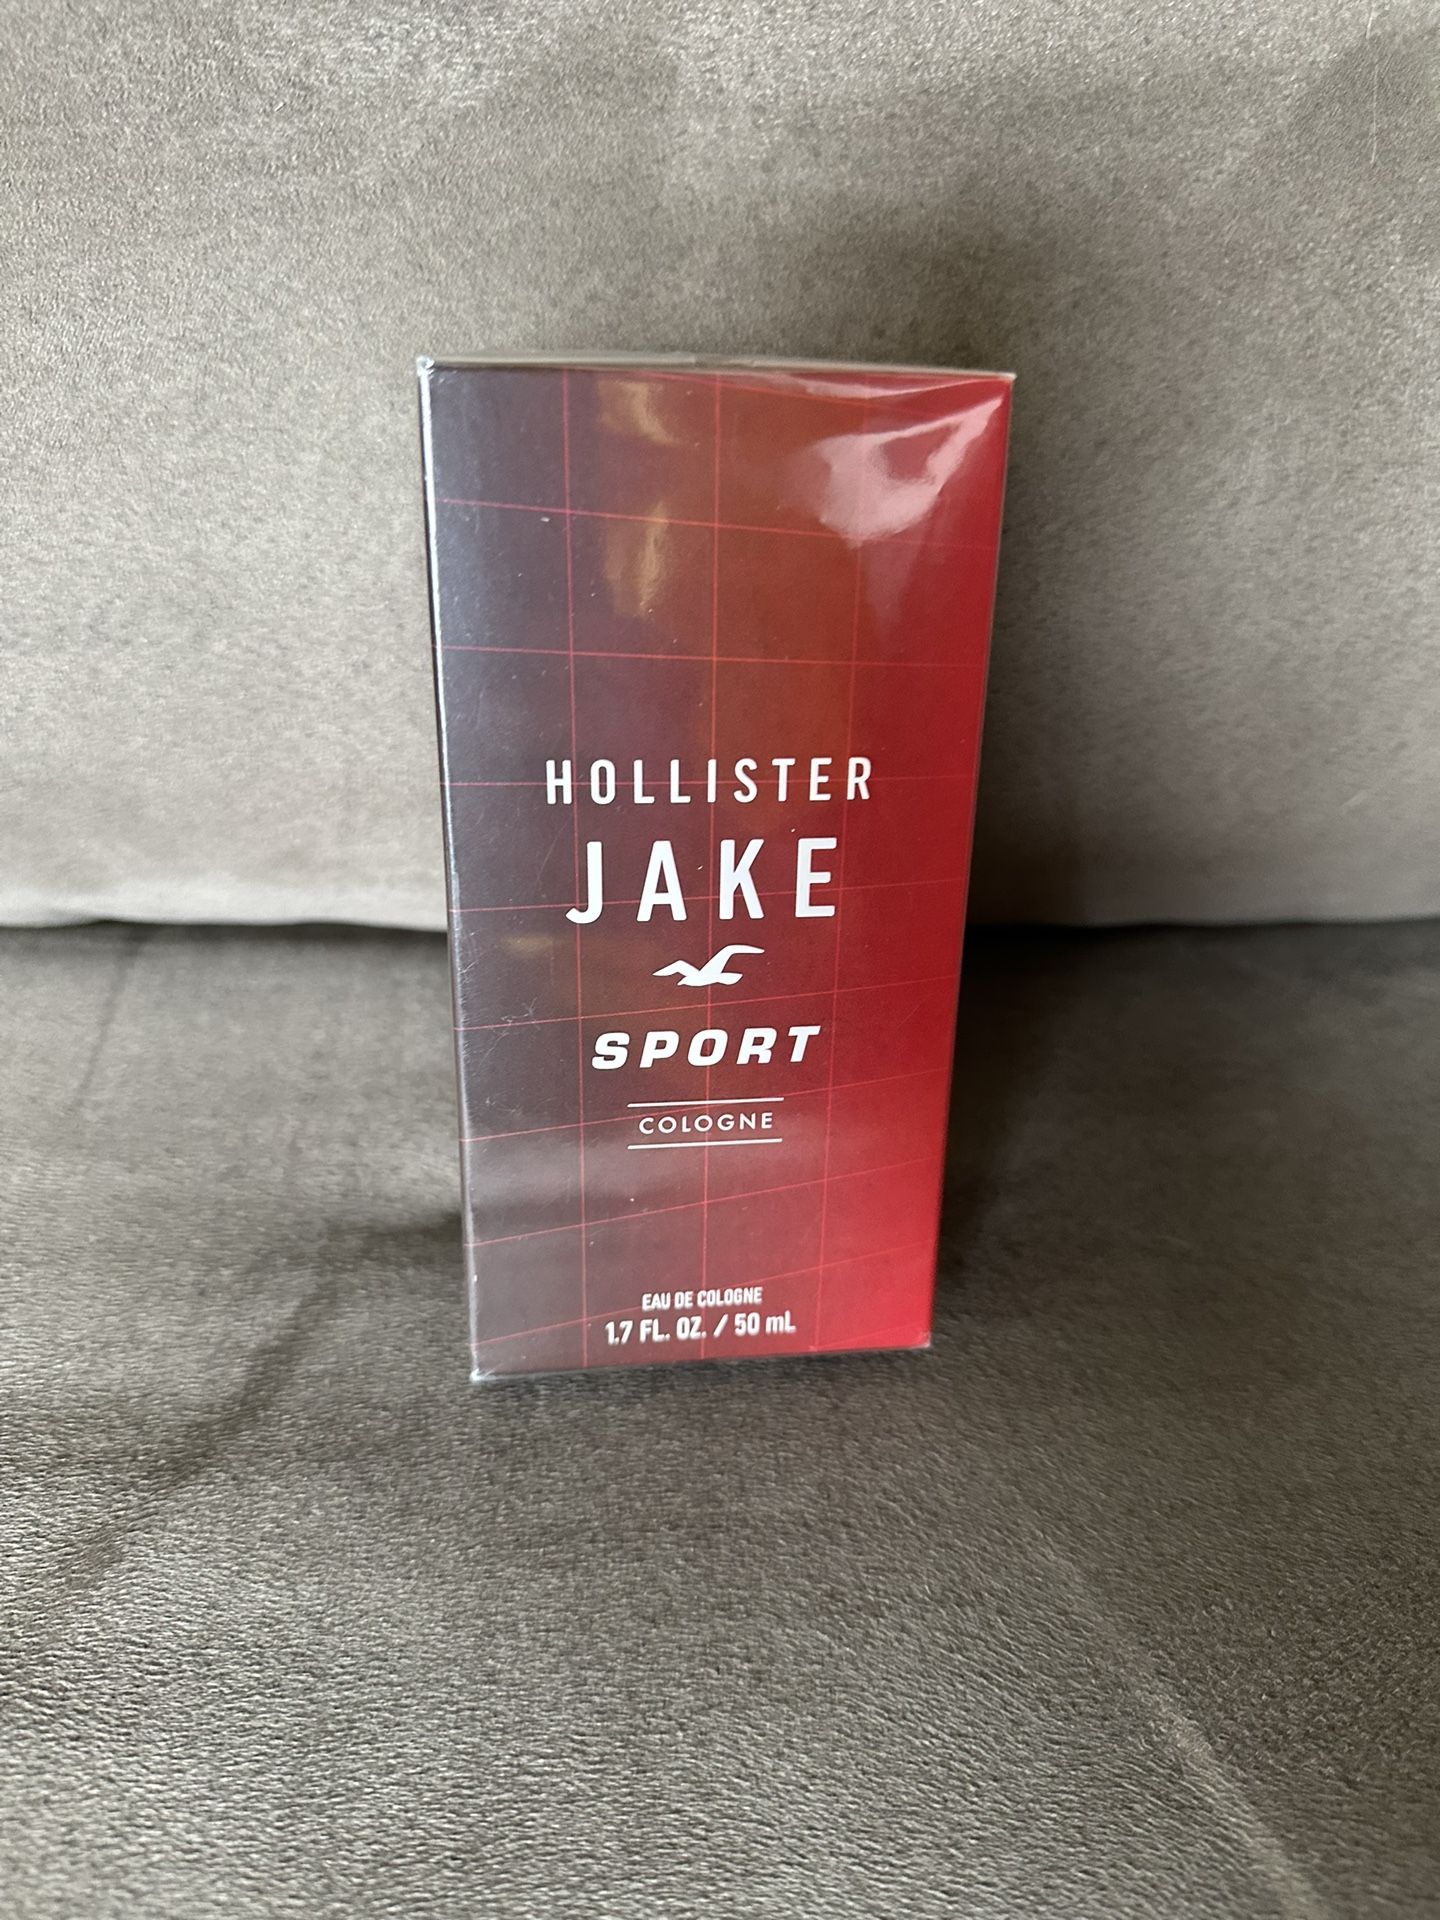 HOLLISTER
JAKE
SPORT
COLOGNE
EAU DE COLOGNE
1.7 FL. OZ. / 50 mL